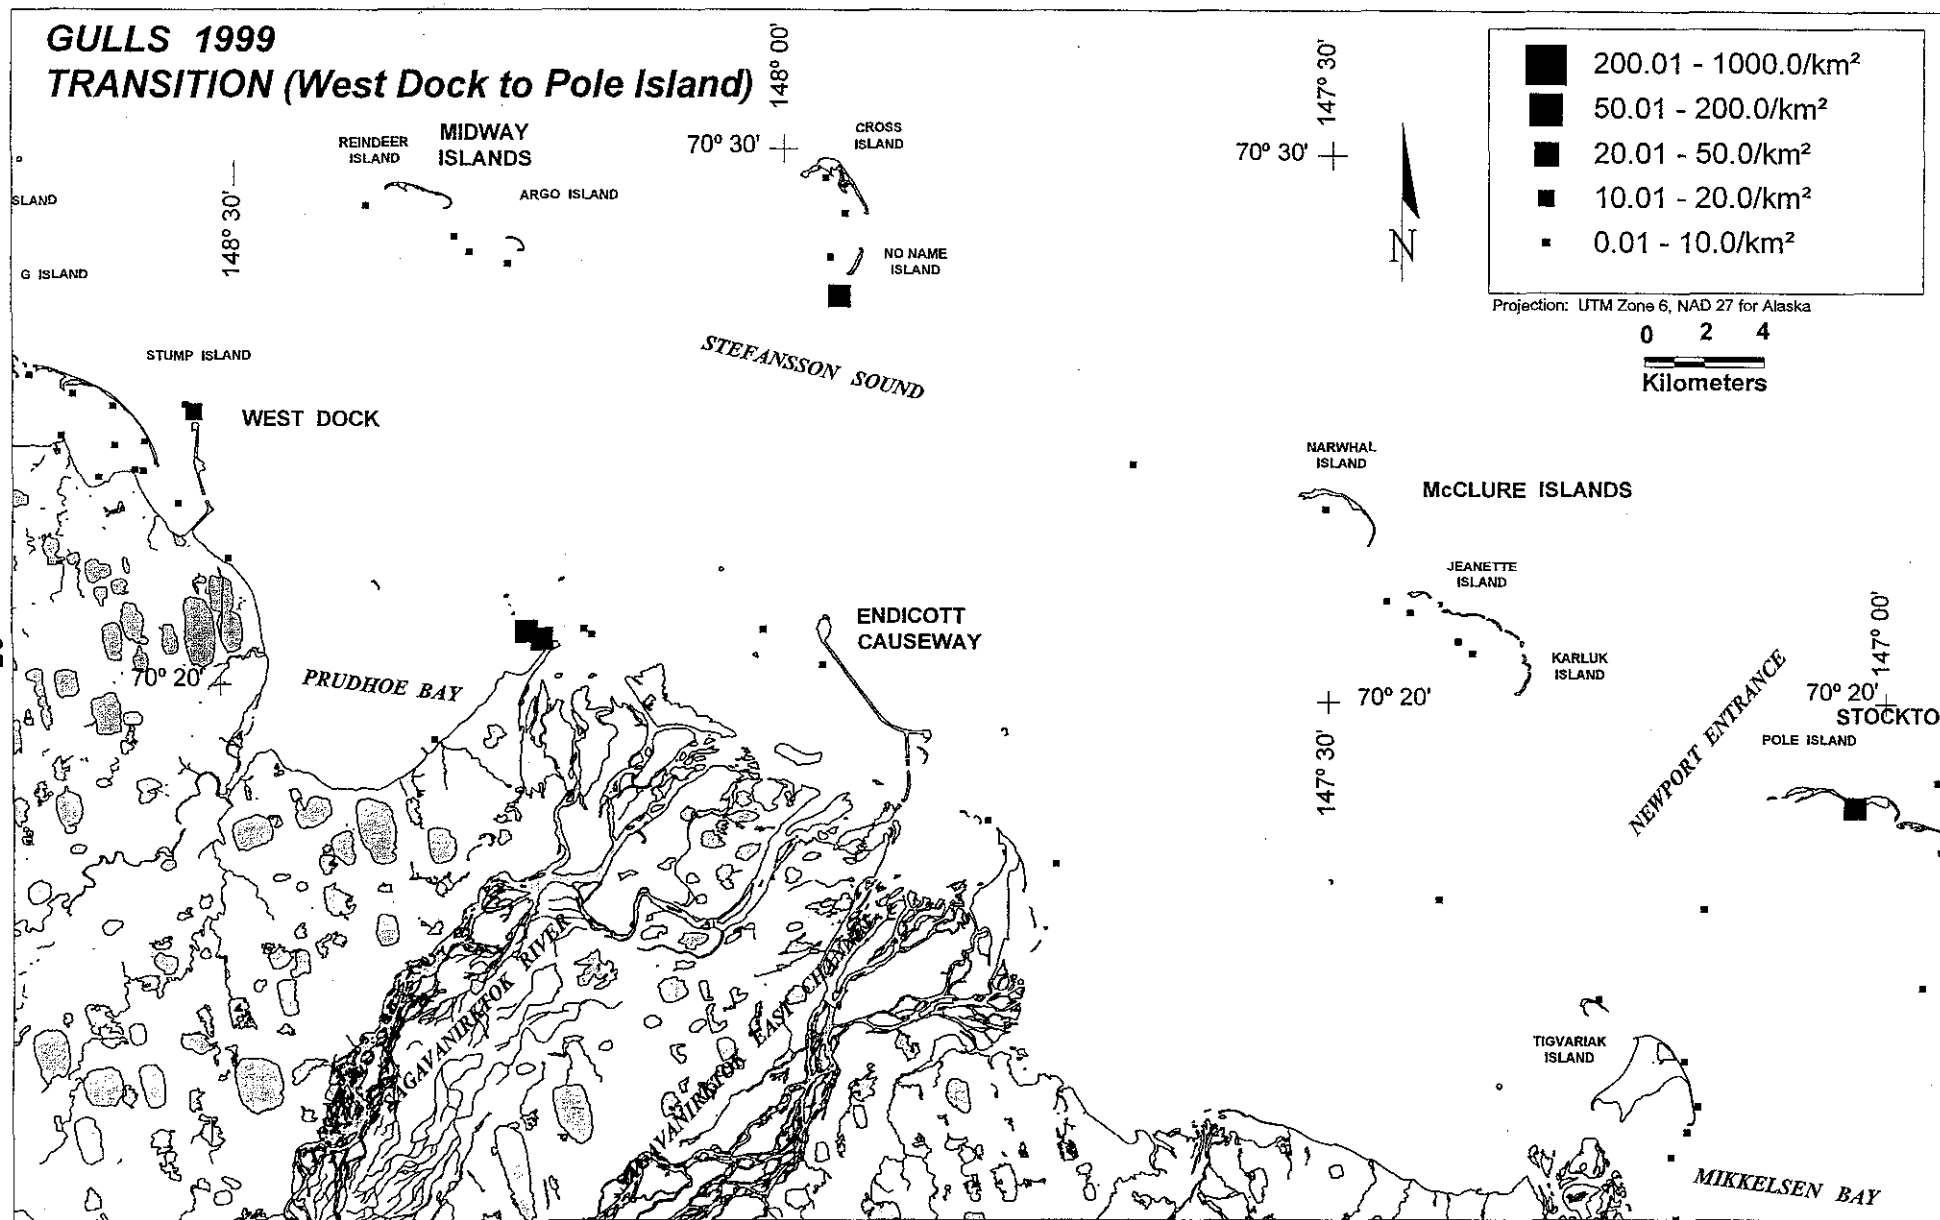 GULLS 1999
TRANSITION (West Dock to Pole Island)
148° 00'
147° 30'
200.01 - 1000.0/km²
50.01 - 200.0/km²
20.01 - 50.0/km²
10.01 - 20.0/km²
0.01 - 10.0/km²
Projection: UTM Zone 6, NAD 27 for Alaska
0 2 4
Kilometers
N
REINDEER
ISLAND
MIDWAY
ISLANDS
ARGO ISLAND
70° 30'
CROSS
ISLAND
70° 30'
SLAND
148° 30'
G ISLAND
NO NAME
ISLAND
STUMP ISLAND
STEFANSSON SOUND
WEST DOCK
NARWHAL
ISLAND
McCLURE ISLANDS
JEANETTE
ISLAND
ENDICOTT
CAUSEWAY
KARLUK
ISLAND
147° 00'
70° 20'
PRUDHOE BAY
70° 20'
70° 20'
STOCKTO
POLE ISLAND
147° 30'
NEWPORT ENTRANCE
SAGAVANIRKTOK RIVER
SAGAVANIRKTOK EAST CHANNEL
TIGVARIAK
ISLAND
MIKKELSEN BAY